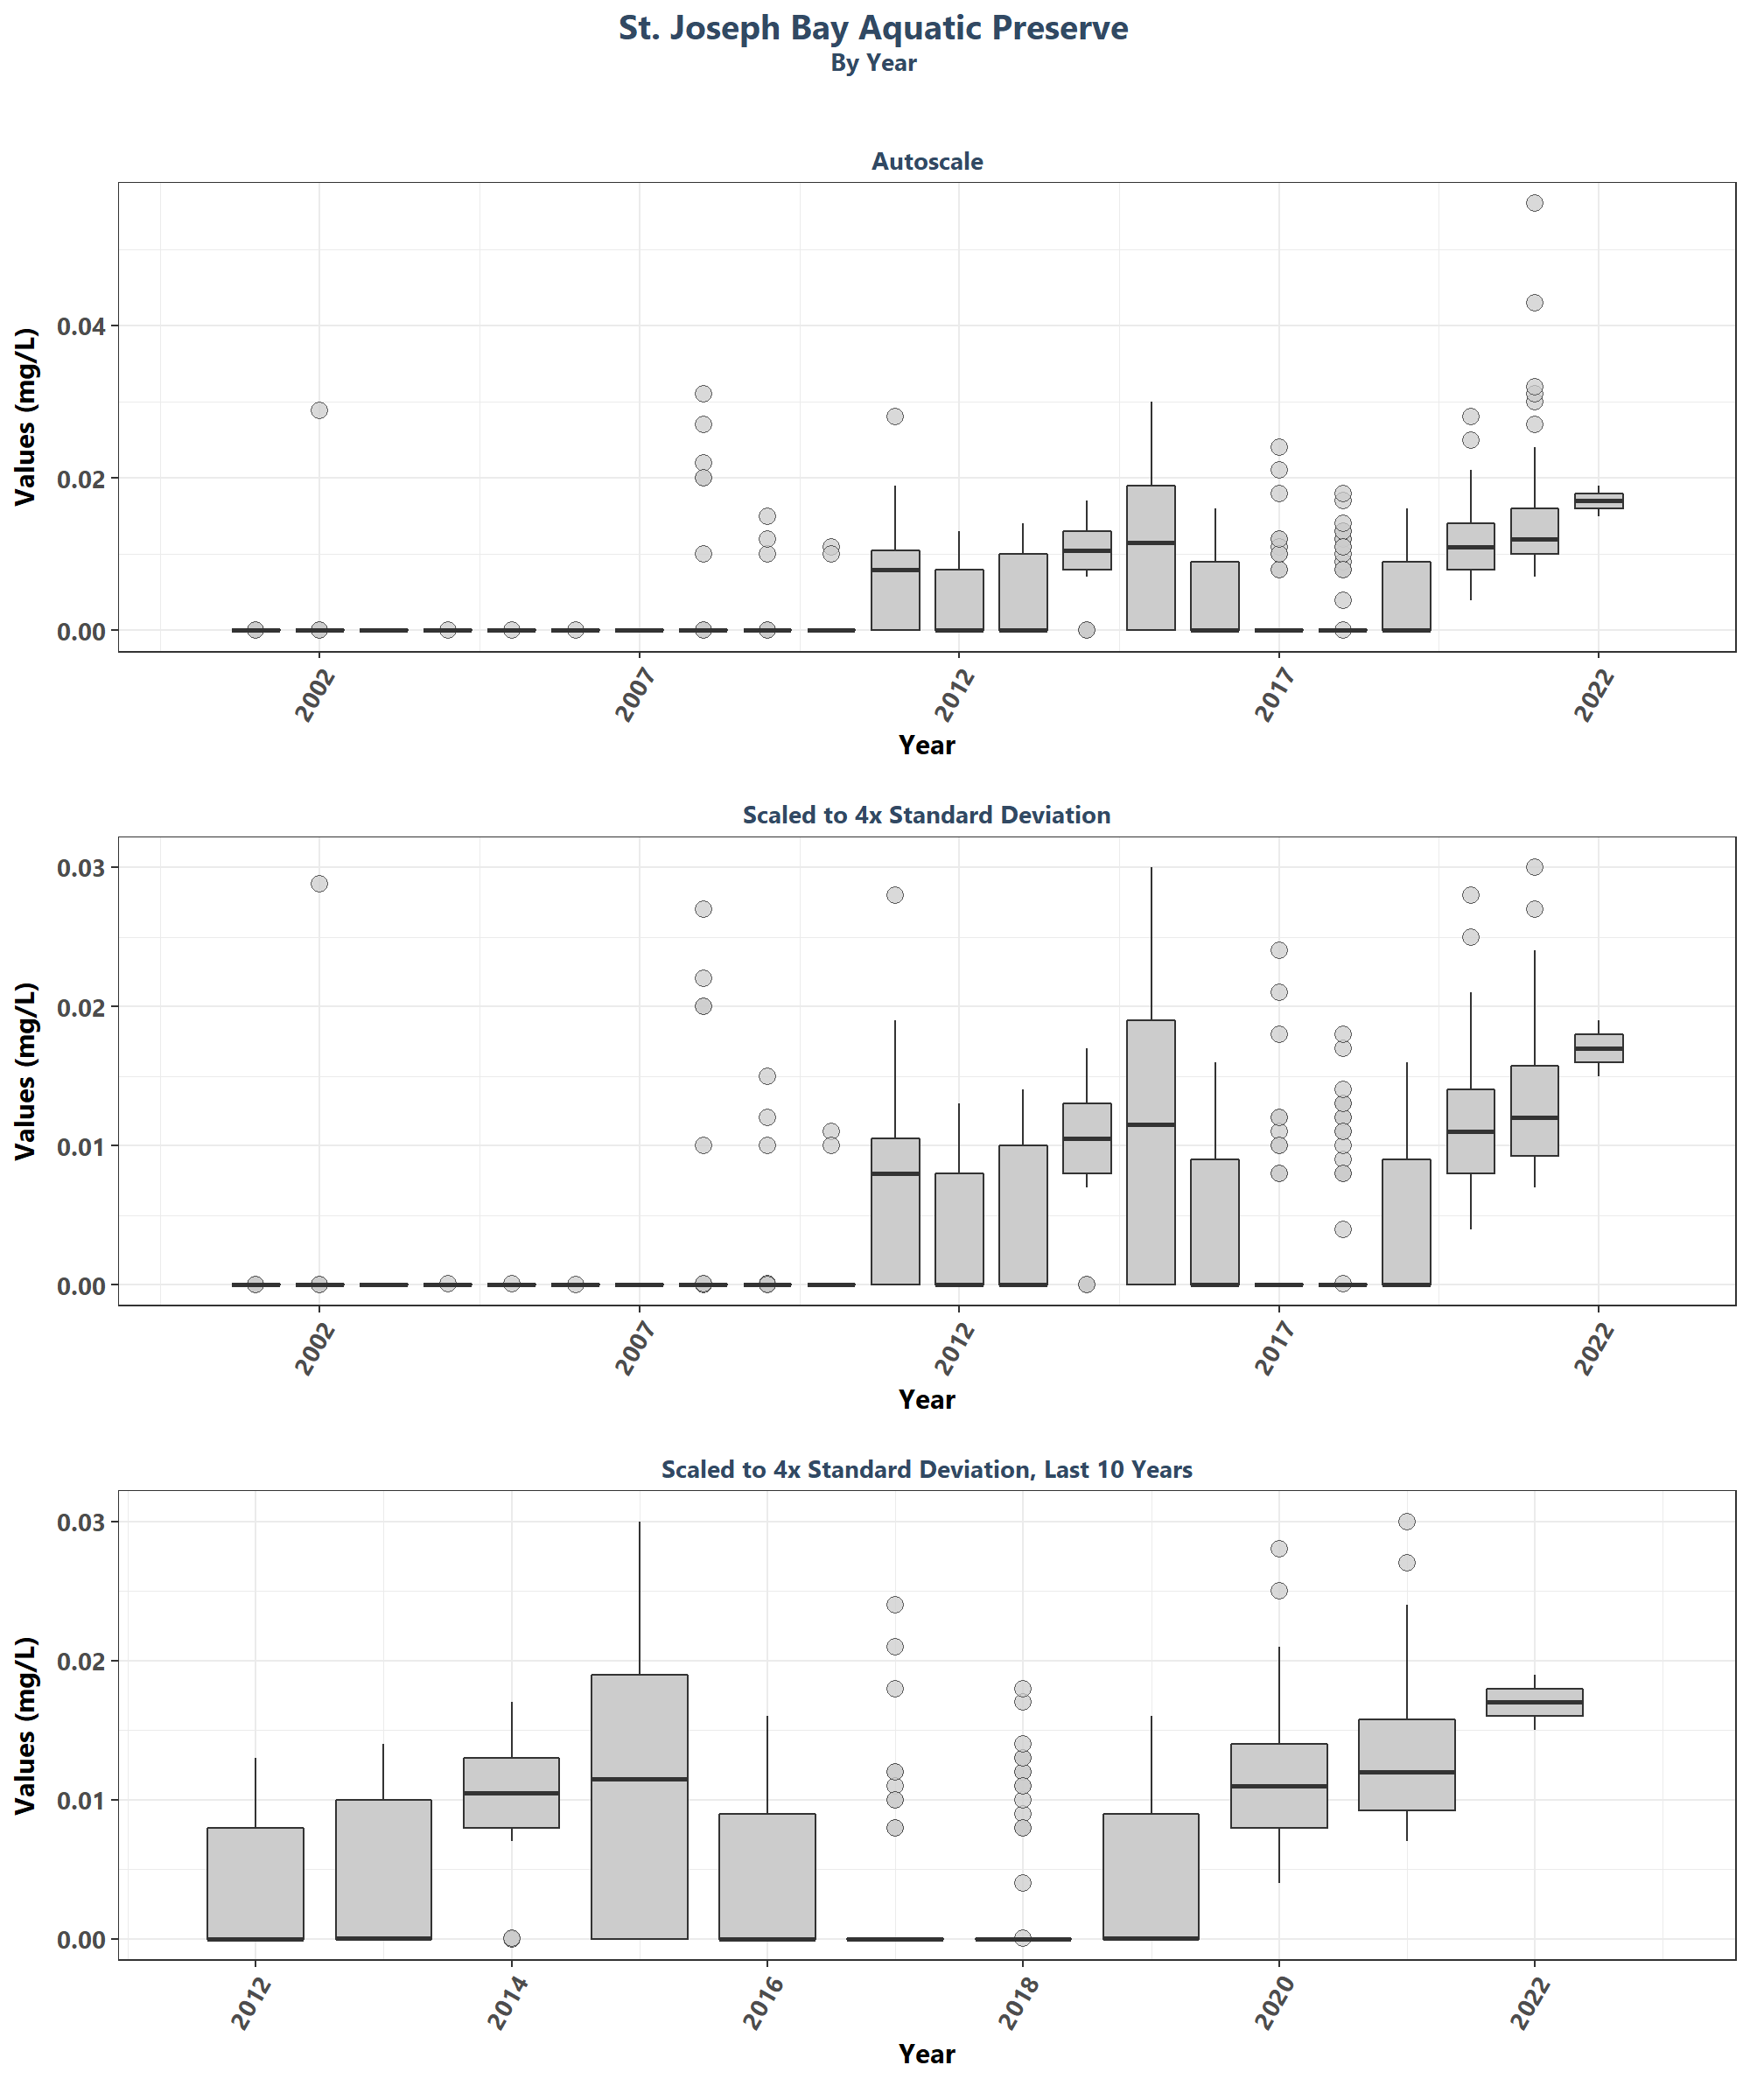 St. Joseph Bay Aquatic Preserve
By Year
Autoscale
Values (mg/L)
0.04
0.02
0.00
2002 2007 2012 2017 2022
Year
Scaled to 4x Standard Deviation
Values (mg/L)
0.03
0.02
0.01
0.00
2002 2007 2012 2017 2022
Year
Scaled to 4x Standard Deviation, Last 10 Years
Values (mg/L)
0.03
0.02
0.01
0.00
2012 2014 2016 2018 2020 2022
Year